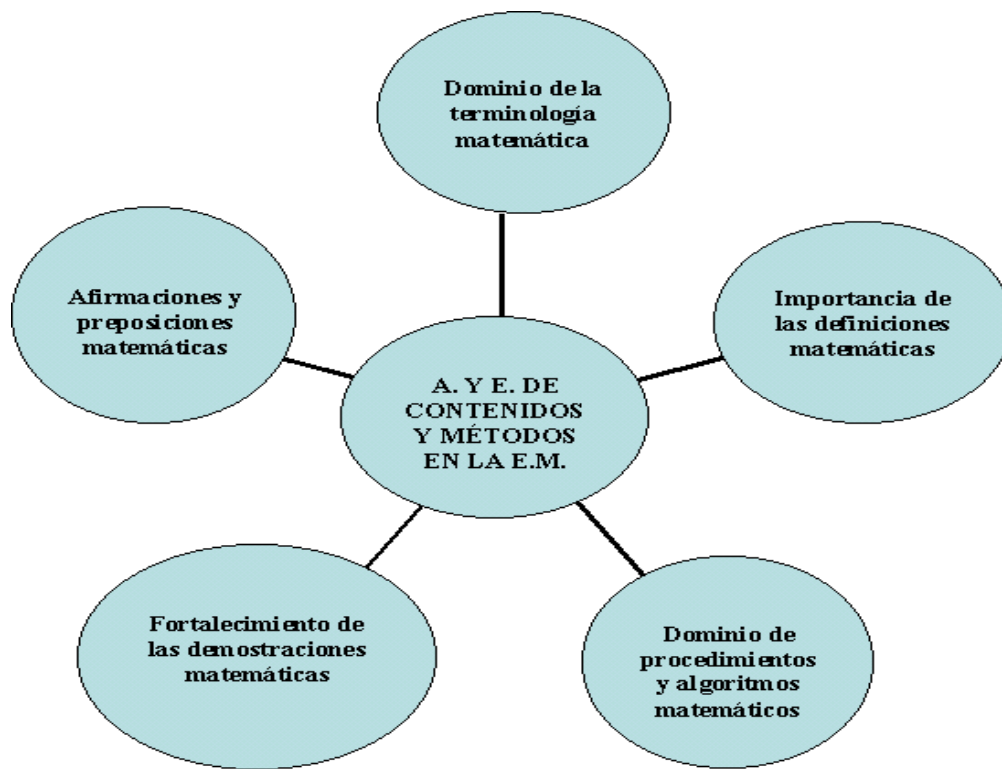 Dominio de la
terminología
matemática
Afirmaciones y
preposiciones
matemáticas
Importancia de
las definiciones
matemáticas
A. Y E. DE
CONTENIDOS
Y MÉTODOS
EN LA E.M.
Fortalecimiento de
las demostraciones
matemáticas
Dominio de
procedimientos
y algoritmos
matemáticos